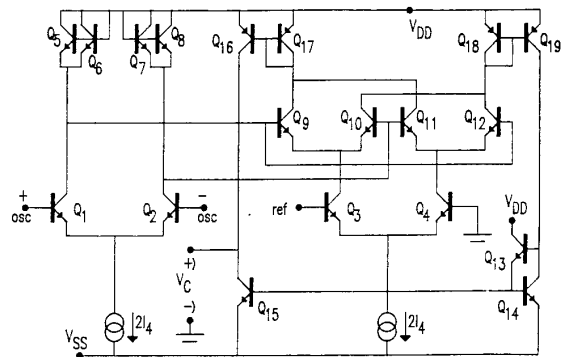 Q5 Q6 Q7 Q8 Q16 Q17 VDD Q18 Q19
Q9 Q10 Q11 Q12
+ osc Q1 Q2 − osc ref Q3 Q4 VDD
Q13
+)
VC
−)
Q15 Q14
2I4 2I4
VSS